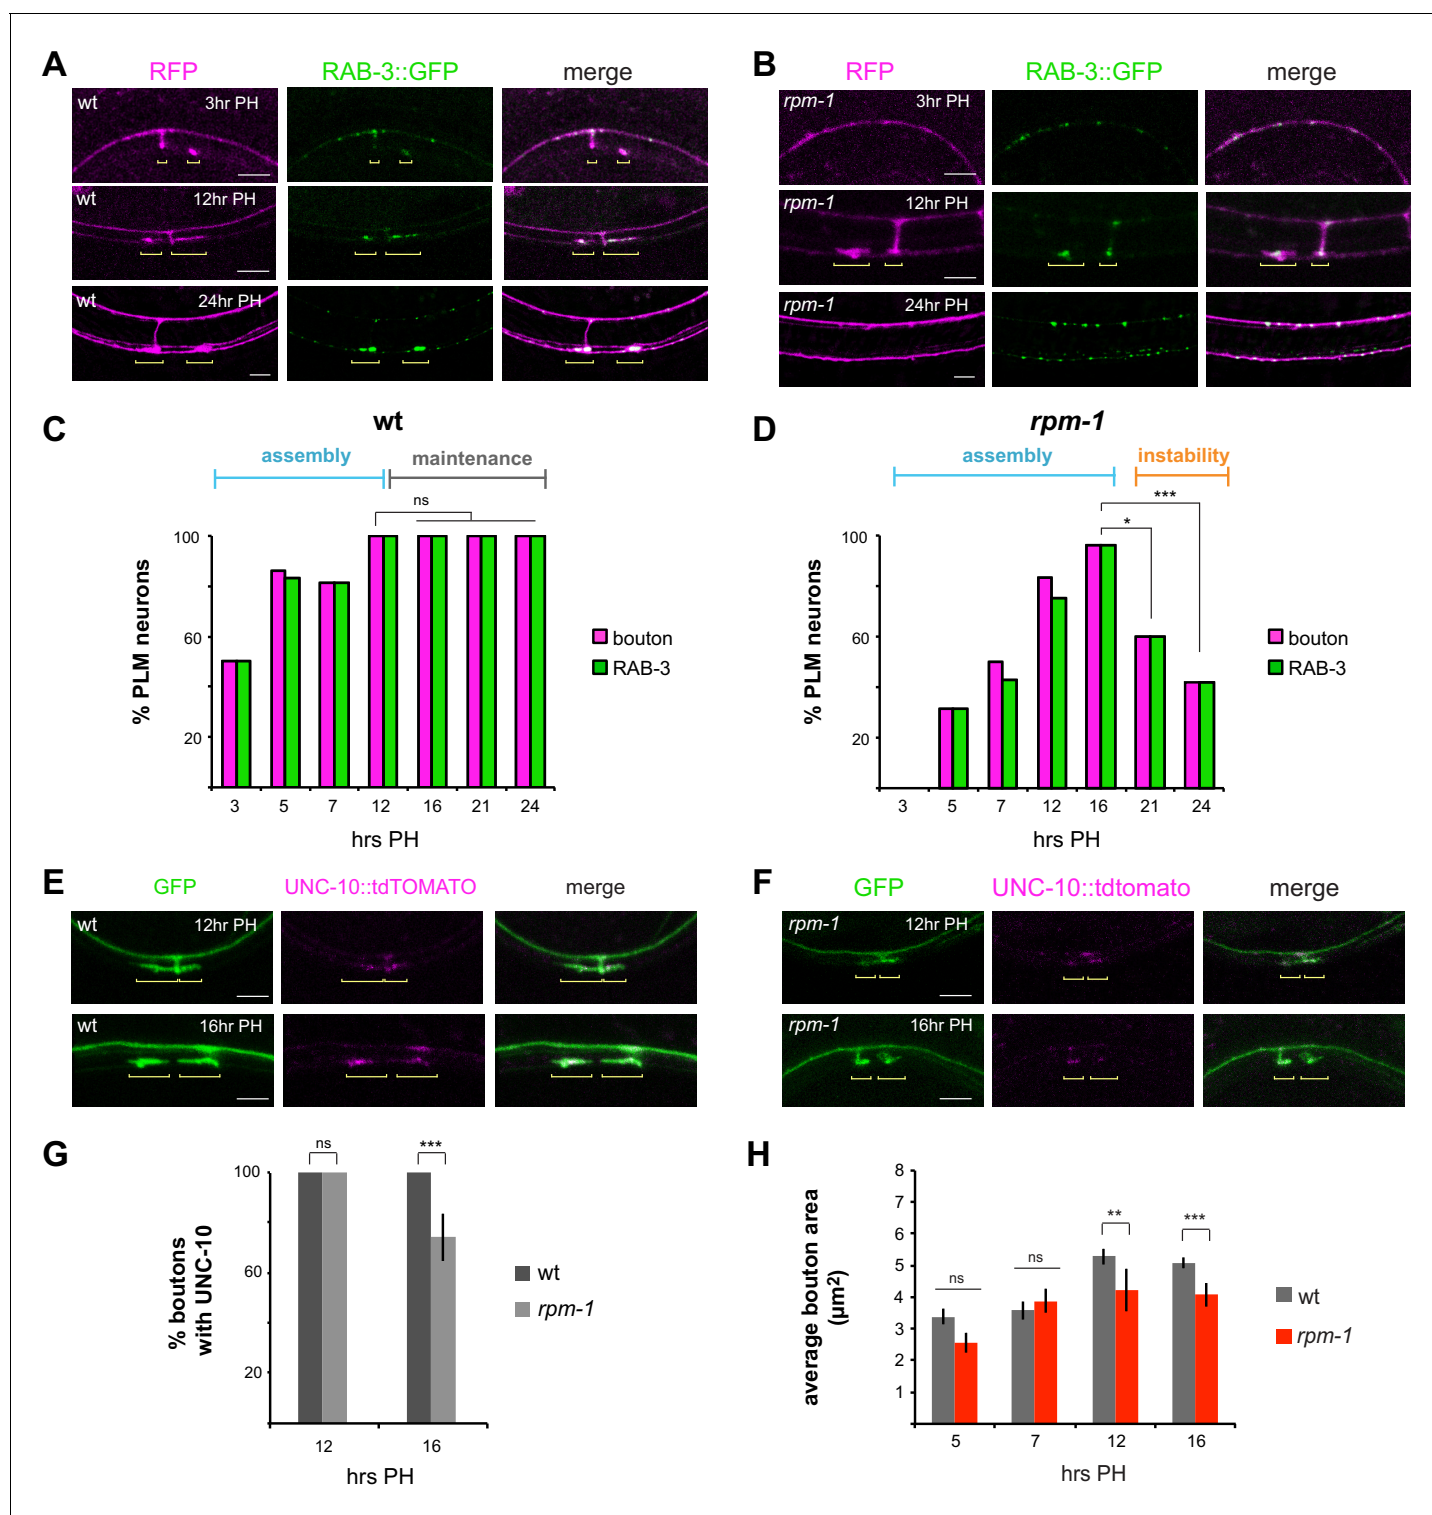 A
RFP
RAB-3::GFP
merge
wt
3hr PH
wt
12hr PH
wt
24hr PH
B
RFP
RAB-3::GFP
merge
rpm-1
3hr PH
rpm-1
12hr PH
rpm-1
24hr PH
C
wt
assembly
maintenance
ns
100
60
20
% PLM neurons
3 5 7 12 16 21 24
hrs PH
bouton
RAB-3
D
rpm-1
assembly
instability
***
*
100
60
20
% PLM neurons
3 5 7 12 16 21 24
hrs PH
bouton
RAB-3
E
GFP
UNC-10::tdTOMATO
merge
wt
12hr PH
wt
16hr PH
F
GFP
UNC-10::tdtomato
merge
rpm-1
12hr PH
rpm-1
16hr PH
G
ns
***
100
60
20
% boutons
with UNC-10
12 16
hrs PH
wt
rpm-1
H
8
7
6
5
4
3
2
1
average bouton area
(µm²)
ns
ns
**
***
5 7 12 16
hrs PH
wt
rpm-1